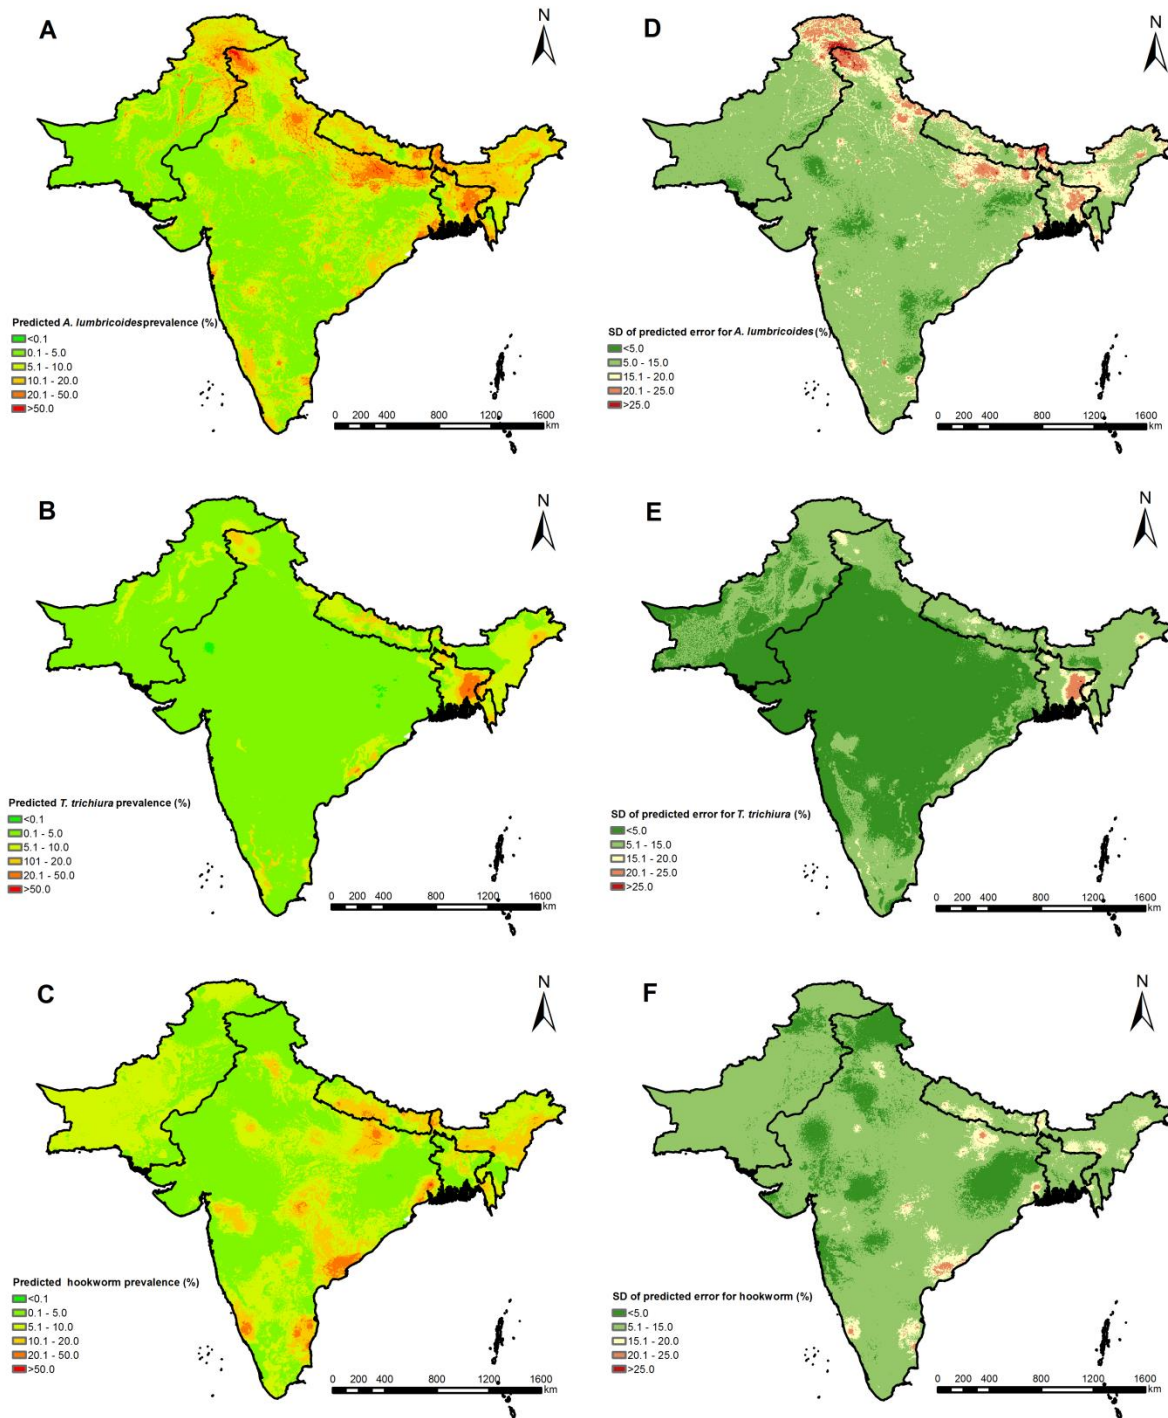 A
N
Predicted A. lumbricoides prevalence (%)
<0.1
0.1 - 5.0
5.1 - 10.0
10.1 - 20.0
20.1 - 50.0
>50.0
0 200 400 800 1200 1600
km
D
N
SD of predicted error for A. lumbricoides (%)
<5.0
5.0 - 15.0
15.1 - 20.0
20.1 - 25.0
>25.0
0 200 400 800 1200 1600
km
B
N
Predicted T. trichiura prevalence (%)
<0.1
0.1 - 5.0
5.1 - 10.0
101 - 20.0
20.1 - 50.0
>50.0
0 200 400 800 1200 1600
km
E
N
SD of predicted error for T. trichiura (%)
<5.0
5.1 - 15.0
15.1 - 20.0
20.1 - 25.0
>25.0
0 200 400 800 1200 1600
km
C
N
Predicted hookworm prevalence (%)
<0.1
0.1 - 5.0
5.1 - 10.0
10.1 - 20.0
20.1 - 50.0
>50.0
0 200 400 800 1200 1600
km
F
N
SD of predicted error for hookworm (%)
<5.0
5.1 - 15.0
15.1 - 20.0
20.1 - 25.0
>25.0
0 200 400 800 1200 1600
km